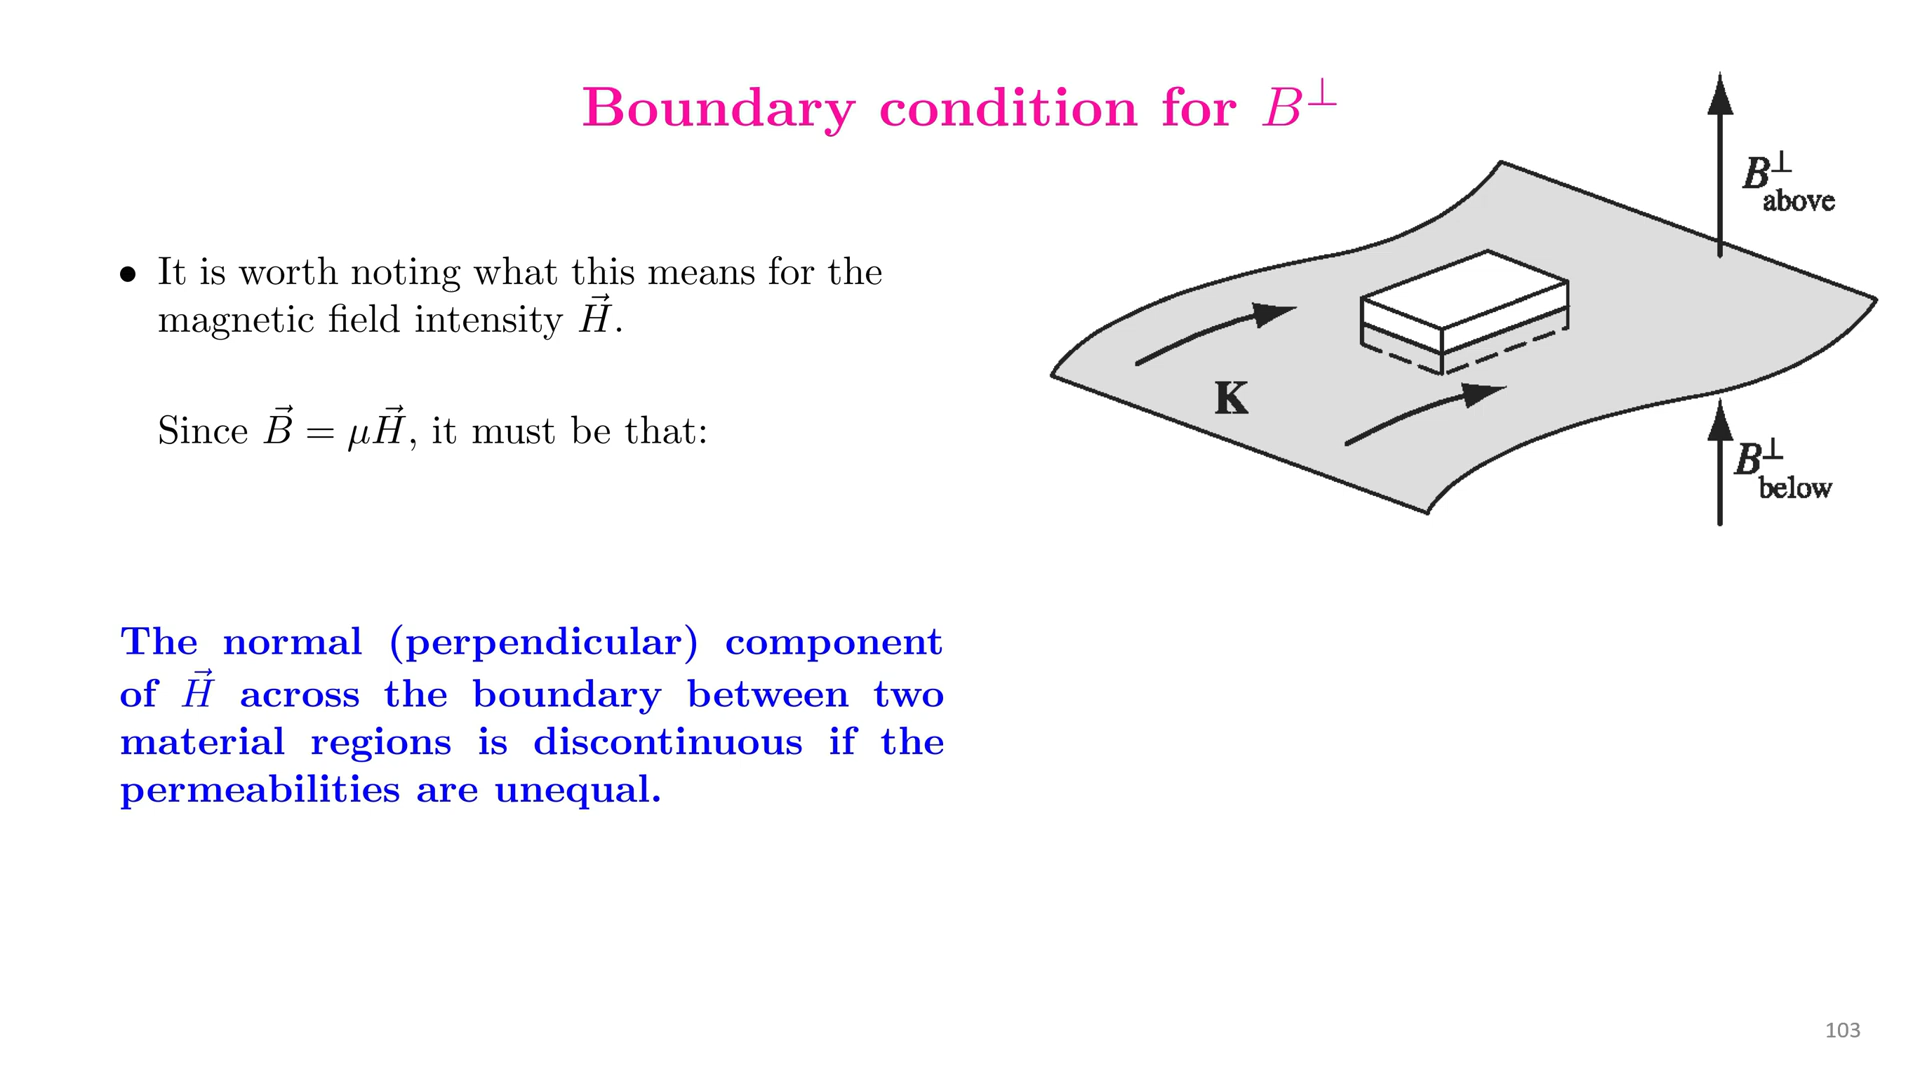 Boundary condition for B⊥
• It is worth noting what this means for the
magnetic field intensity H⃗.
Since B⃗ = μH⃗, it must be that:
The normal (perpendicular) component
of H⃗ across the boundary between two
material regions is discontinuous if the
permeabilities are unequal.
B⊥
above
K
B⊥
below
103